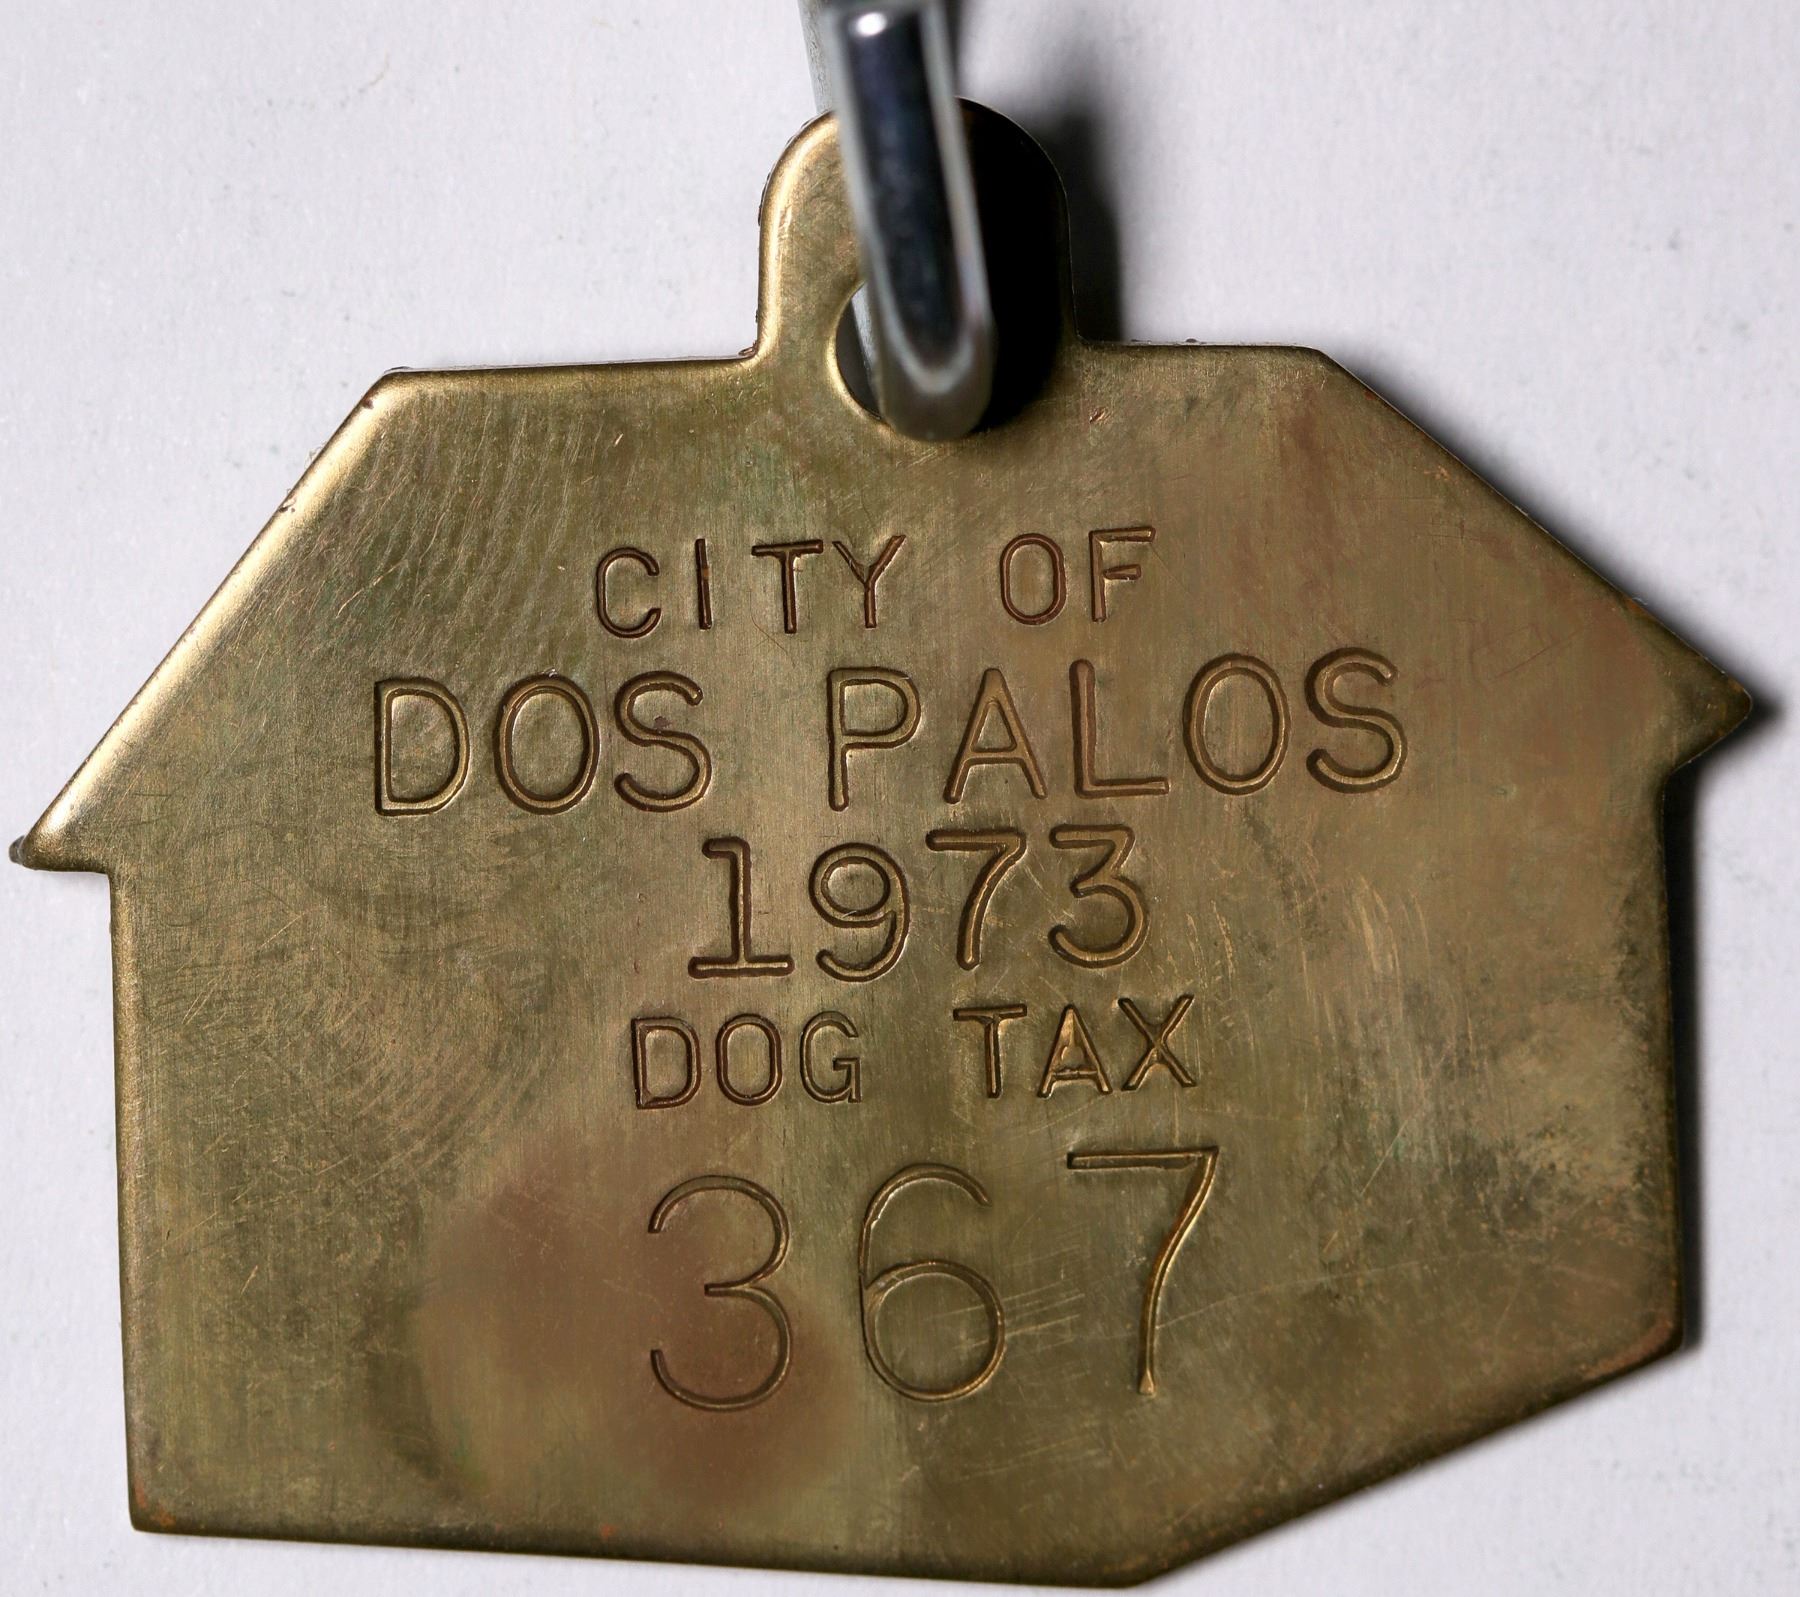 CITY OF
DOS PALOS
1973
DOG TAX
367